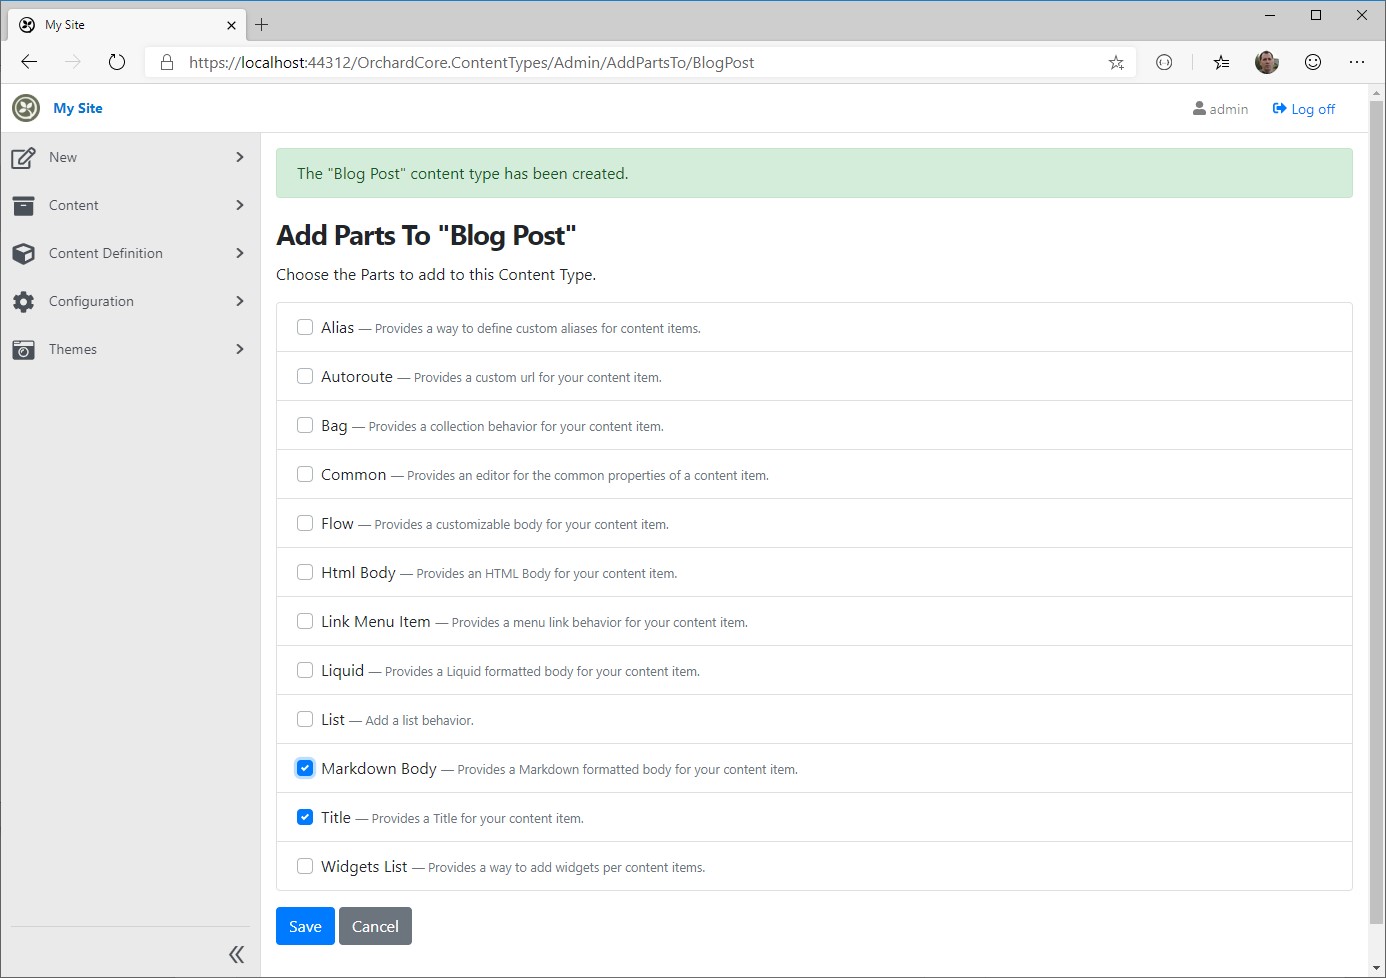 My Site
https://localhost:44312/OrchardCore.ContentTypes/Admin/AddPartsTo/BlogPost
My Site
admin
Log off
New
Content
Content Definition
Configuration
Themes
The "Blog Post" content type has been created.
Add Parts To "Blog Post"
Choose the Parts to add to this Content Type.
Alias — Provides a way to define custom aliases for content items.
Autoroute — Provides a custom url for your content item.
Bag — Provides a collection behavior for your content item.
Common — Provides an editor for the common properties of a content item.
Flow — Provides a customizable body for your content item.
Html Body — Provides an HTML Body for your content item.
Link Menu Item — Provides a menu link behavior for your content item.
Liquid — Provides a Liquid formatted body for your content item.
List — Add a list behavior.
Markdown Body — Provides a Markdown formatted body for your content item.
Title — Provides a Title for your content item.
Widgets List — Provides a way to add widgets per content items.
Save
Cancel